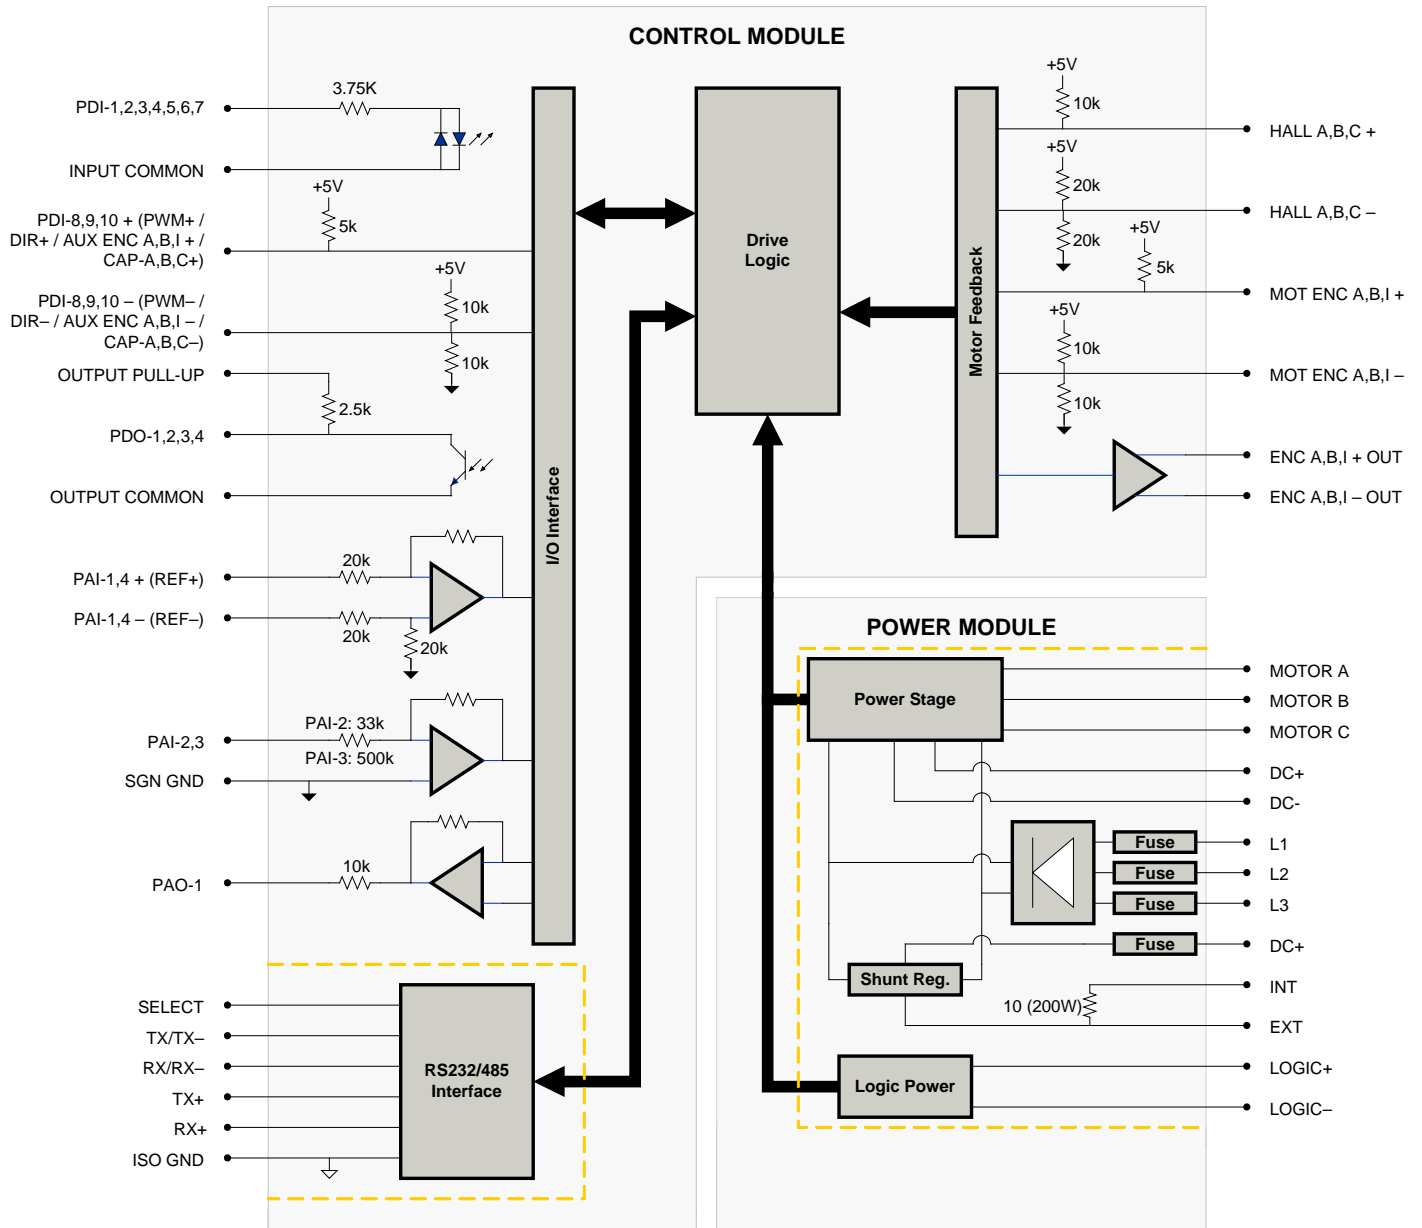 CONTROL MODULE
PDI-1,2,3,4,5,6,7
3.75K
INPUT COMMON
+5V
5k
PDI-8,9,10 + (PWM+ /
DIR+ / AUX ENC A,B,I + /
CAP-A,B,C+)
+5V
10k
PDI-8,9,10 – (PWM– /
DIR– / AUX ENC A,B,I – /
CAP-A,B,C–)
10k
OUTPUT PULL-UP
2.5k
PDO-1,2,3,4
OUTPUT COMMON
20k
PAI-1,4 + (REF+)
PAI-1,4 – (REF–)
20k
20k
PAI-2: 33k
PAI-2,3
PAI-3: 500k
SGN GND
10k
PAO-1
I/O Interface
Drive
Logic
Motor Feedback
+5V
10k
HALL A,B,C +
+5V
20k
HALL A,B,C –
20k
+5V
5k
MOT ENC A,B,I +
+5V
10k
MOT ENC A,B,I –
10k
ENC A,B,I + OUT
ENC A,B,I – OUT
SELECT
TX/TX–
RX/RX–
TX+
RX+
ISO GND
RS232/485
Interface
POWER MODULE
Power Stage
MOTOR A
MOTOR B
MOTOR C
DC+
DC-
Fuse
L1
Fuse
L2
Fuse
L3
Fuse
DC+
Shunt Reg.
INT
10 (200W)
EXT
Logic Power
LOGIC+
LOGIC–